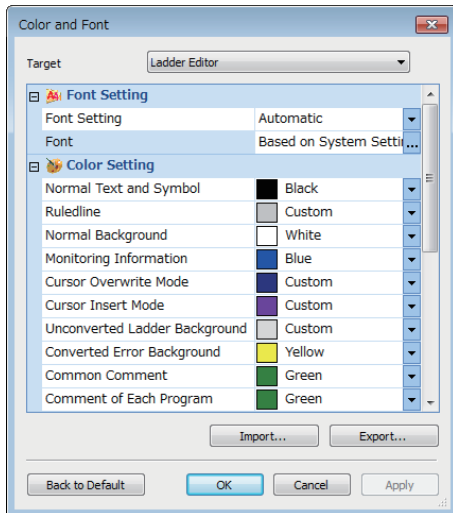 Color and Font
Target Ladder Editor
Font Setting
Font Setting Automatic
Font Based on System Settin ...
Color Setting
Normal Text and Symbol Black
Ruledline Custom
Normal Background White
Monitoring Information Blue
Cursor Overwrite Mode Custom
Cursor Insert Mode Custom
Unconverted Ladder Background Custom
Converted Error Background Yellow
Common Comment Green
Comment of Each Program Green
Import... Export...
Back to Default OK Cancel Apply